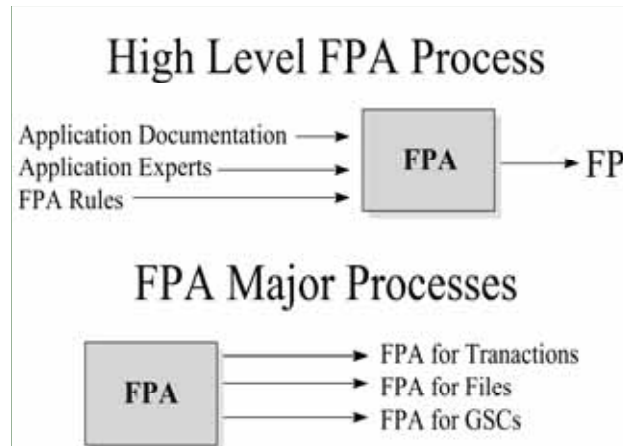 High Level FPA Process
Application Documentation
Application Experts
FPA Rules
FPA
FP
FPA Major Processes
FPA
FPA for Tranactions
FPA for Files
FPA for GSCs